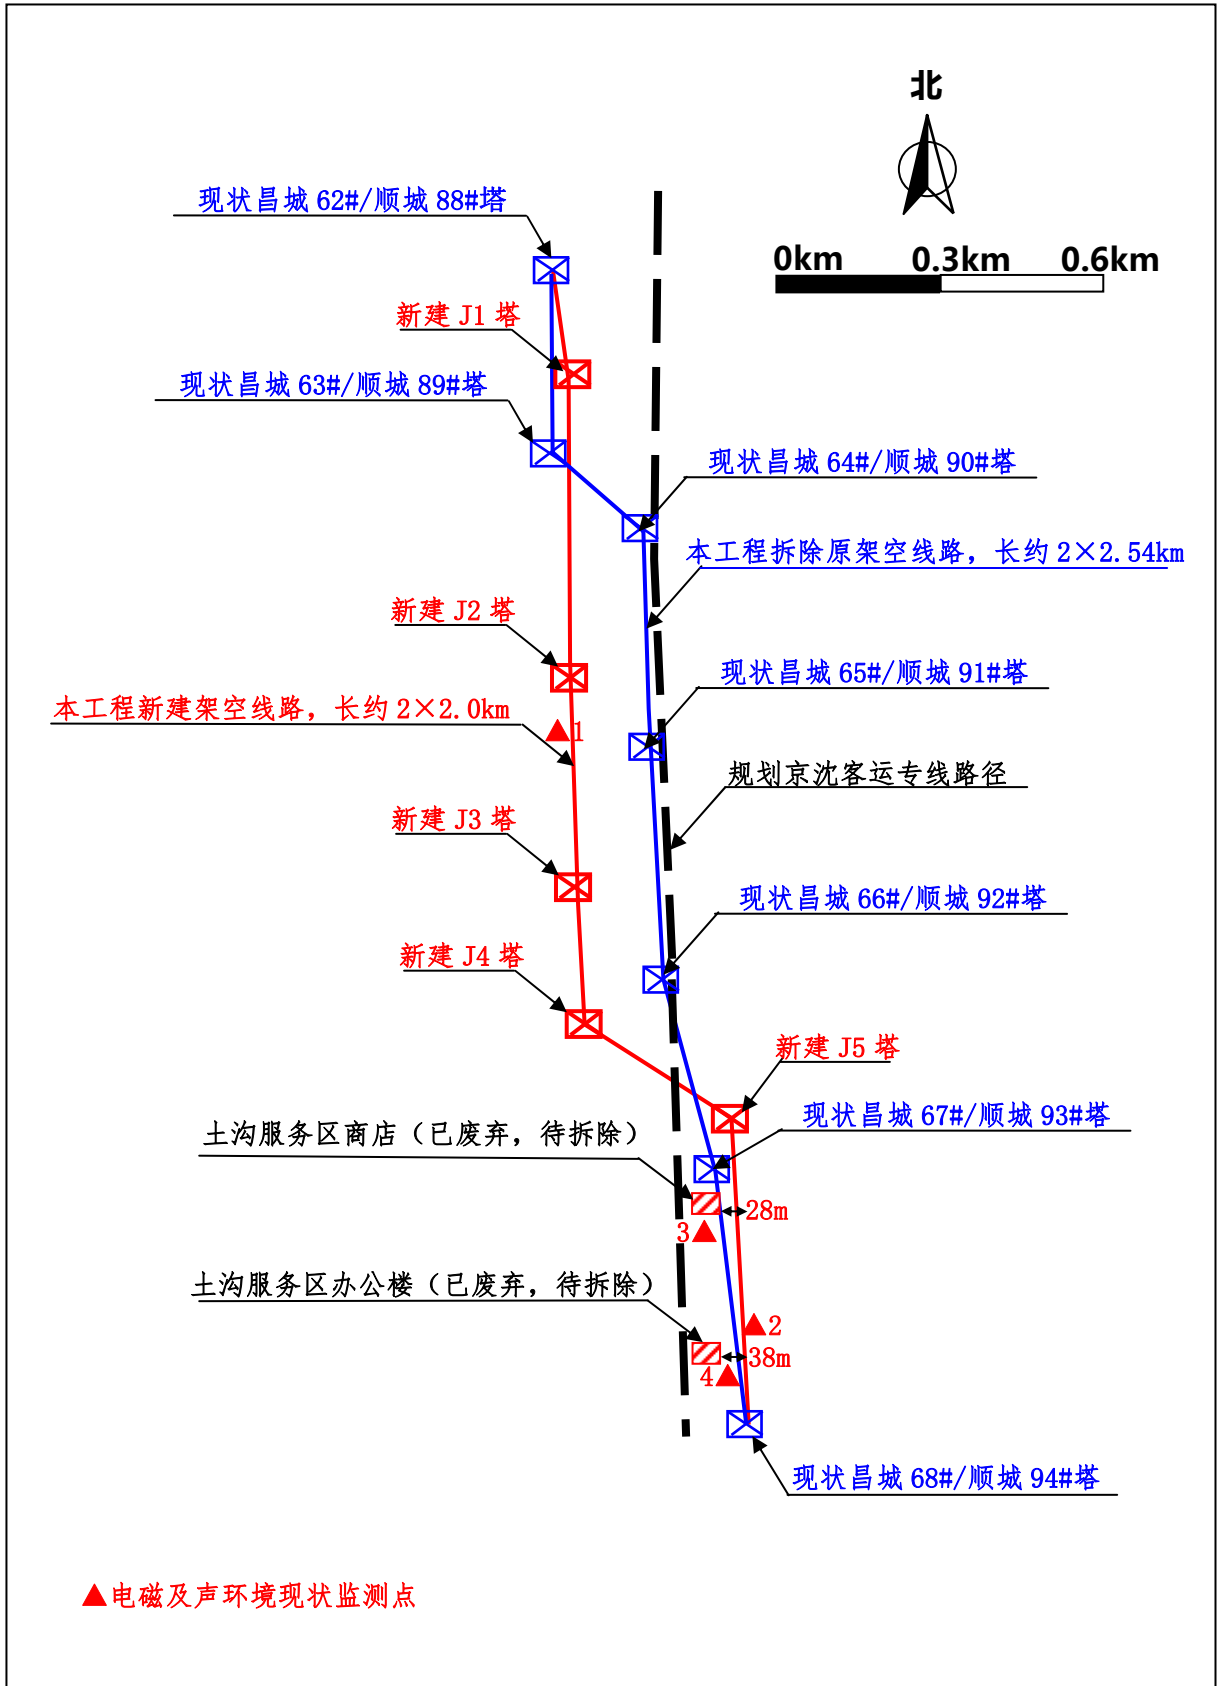 北
现状昌城 62#/顺城 88#塔
0km 0.3km 0.6km
新建 J1 塔
现状昌城 63#/顺城 89#塔
现状昌城 64#/顺城 90#塔
本工程拆除原架空线路，长约 2×2.54km
新建 J2 塔
现状昌城 65#/顺城 91#塔
本工程新建架空线路，长约 2×2.0km
1
规划京沈客运专线路径
新建 J3 塔
现状昌城 66#/顺城 92#塔
新建 J4 塔
新建 J5 塔
现状昌城 67#/顺城 93#塔
土沟服务区商店（已废弃，待拆除）
28m
3
土沟服务区办公楼（已废弃，待拆除）
2
38m
4
现状昌城 68#/顺城 94#塔
▲电磁及声环境现状监测点